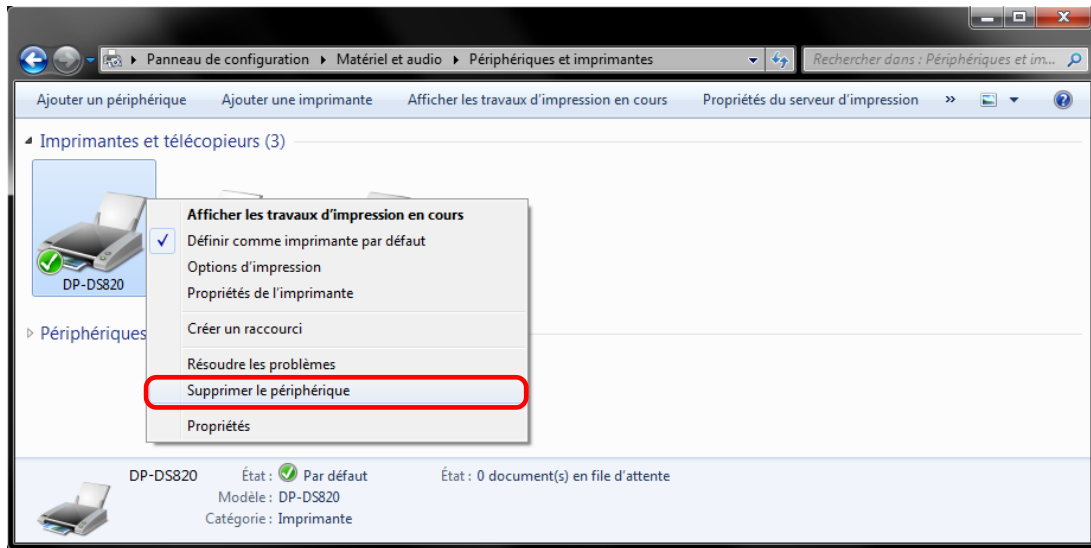 Panneau de configuration ▸ Matériel et audio ▸ Périphériques et imprimantes
Rechercher dans : Périphériques et im...
Ajouter un périphérique Ajouter une imprimante Afficher les travaux d'impression en cours Propriétés du serveur d'impression »
Imprimantes et télécopieurs (3)
DP-DS820
Afficher les travaux d'impression en cours
Définir comme imprimante par défaut
Options d'impression
Propriétés de l'imprimante
Créer un raccourci
Résoudre les problèmes
Supprimer le périphérique
Propriétés
Périphériques
DP-DS820 État : Par défaut État : 0 document(s) en file d'attente
Modèle : DP-DS820
Catégorie : Imprimante